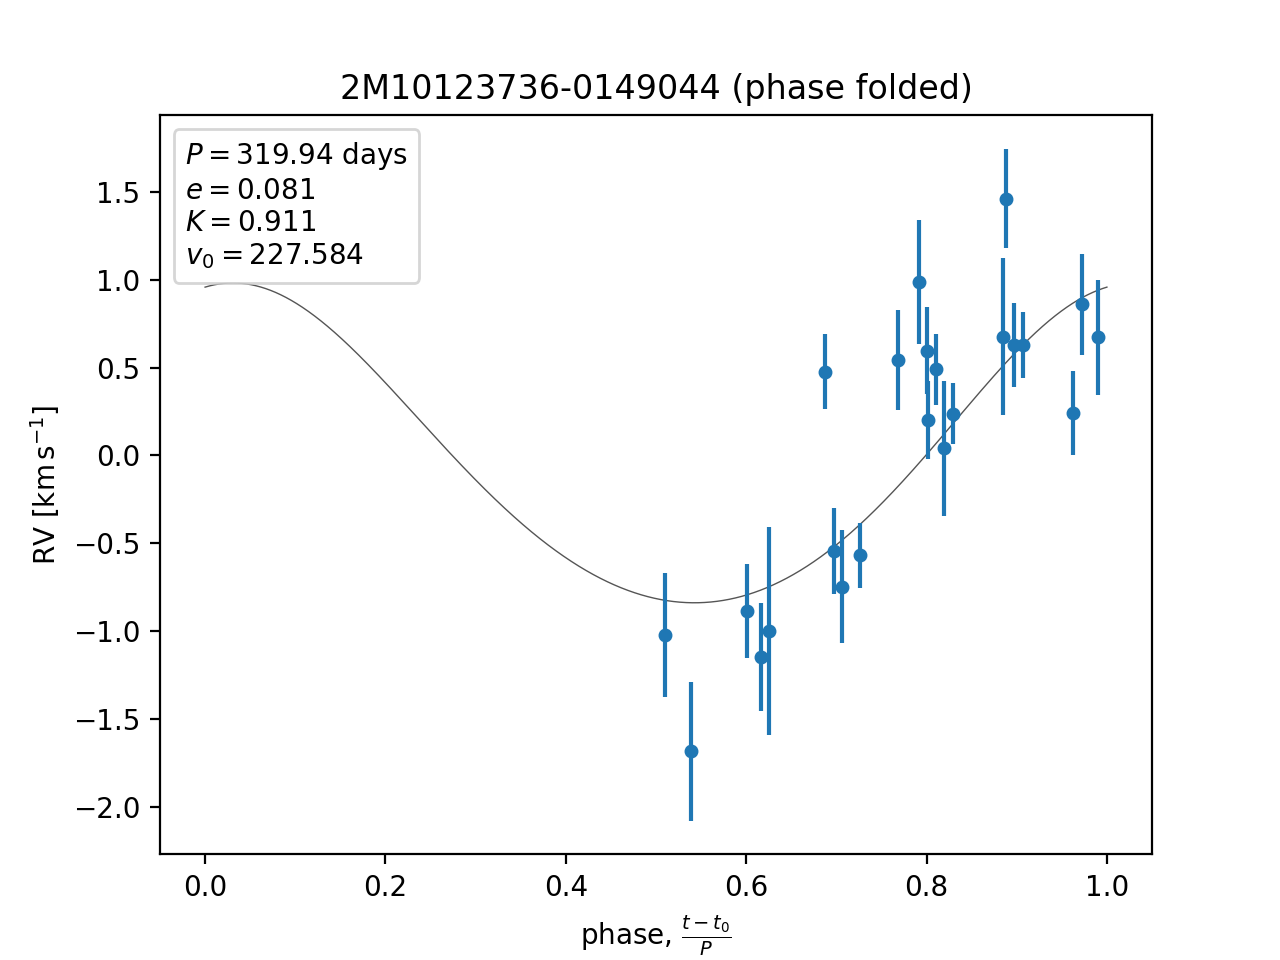 2M10123736-0149044 (phase folded)
P = 319.94 days
e = 0.081
K = 0.911
v₀ = 227.584
1.5
1.0
0.5
0.0
−0.5
−1.0
−1.5
−2.0
RV [km s⁻¹]
0.0 0.2 0.4 0.6 0.8 1.0
phase, (t − t₀)/P